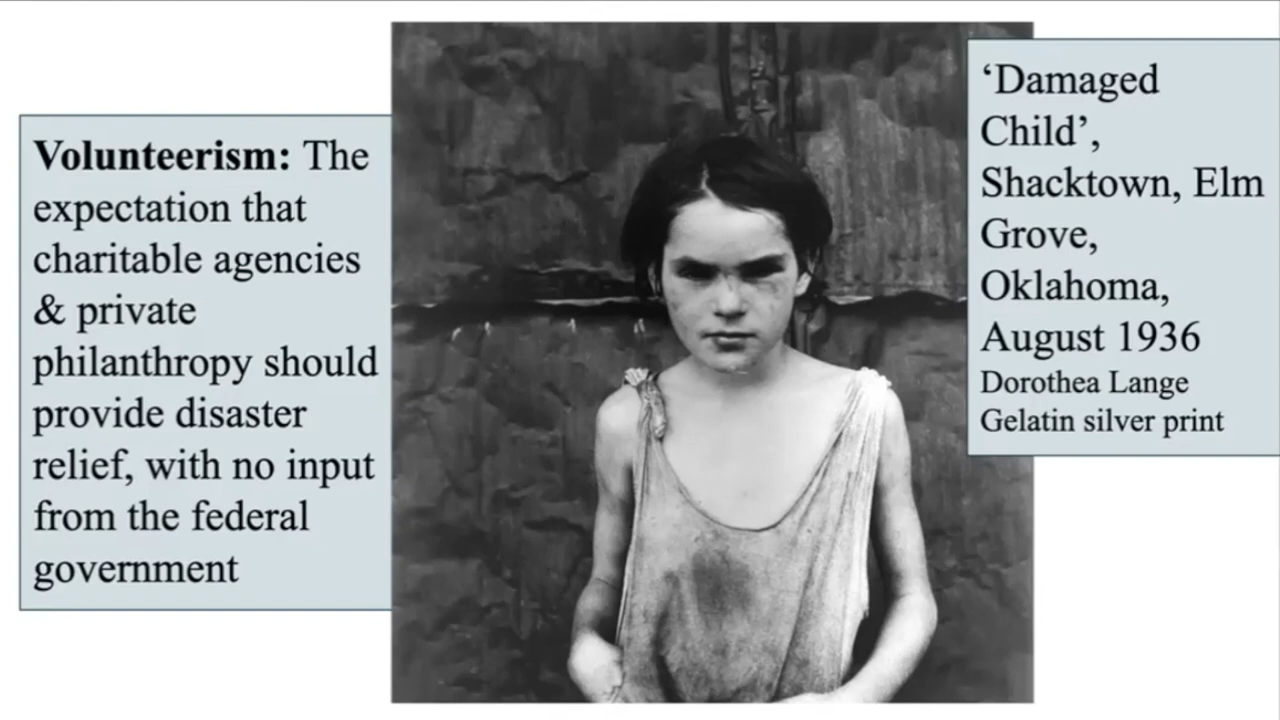 Volunteerism: The
expectation that
charitable agencies
& private
philanthropy should
provide disaster
relief, with no input
from the federal
government
‘Damaged
Child’,
Shacktown, Elm
Grove,
Oklahoma,
August 1936
Dorothea Lange
Gelatin silver print